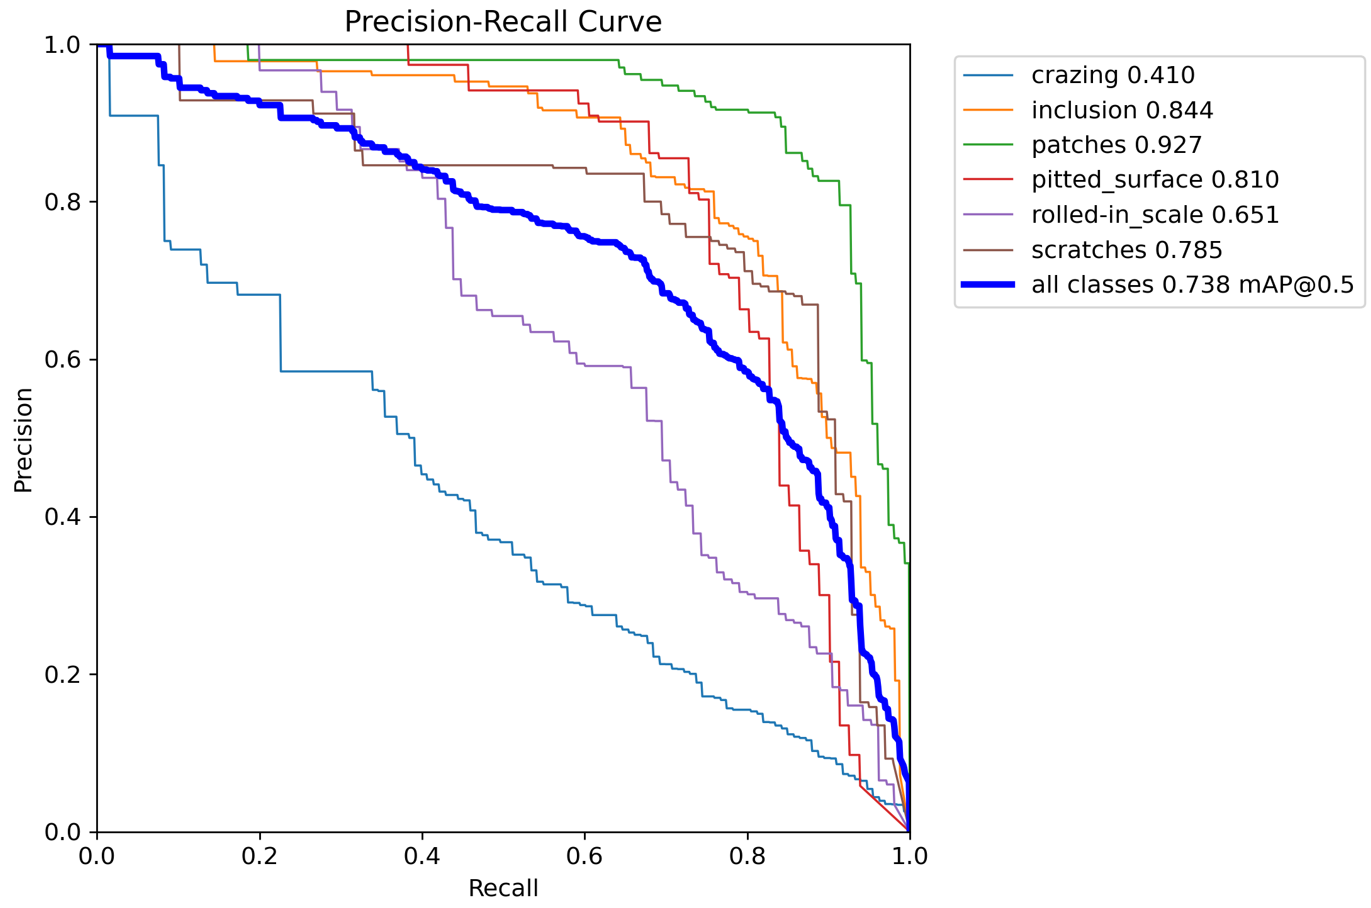 Precision-Recall Curve
1.0
0.8
0.6
0.4
0.2
0.0
Precision
0.0 0.2 0.4 0.6 0.8 1.0
Recall
crazing 0.410
inclusion 0.844
patches 0.927
pitted_surface 0.810
rolled-in_scale 0.651
scratches 0.785
all classes 0.738 mAP@0.5